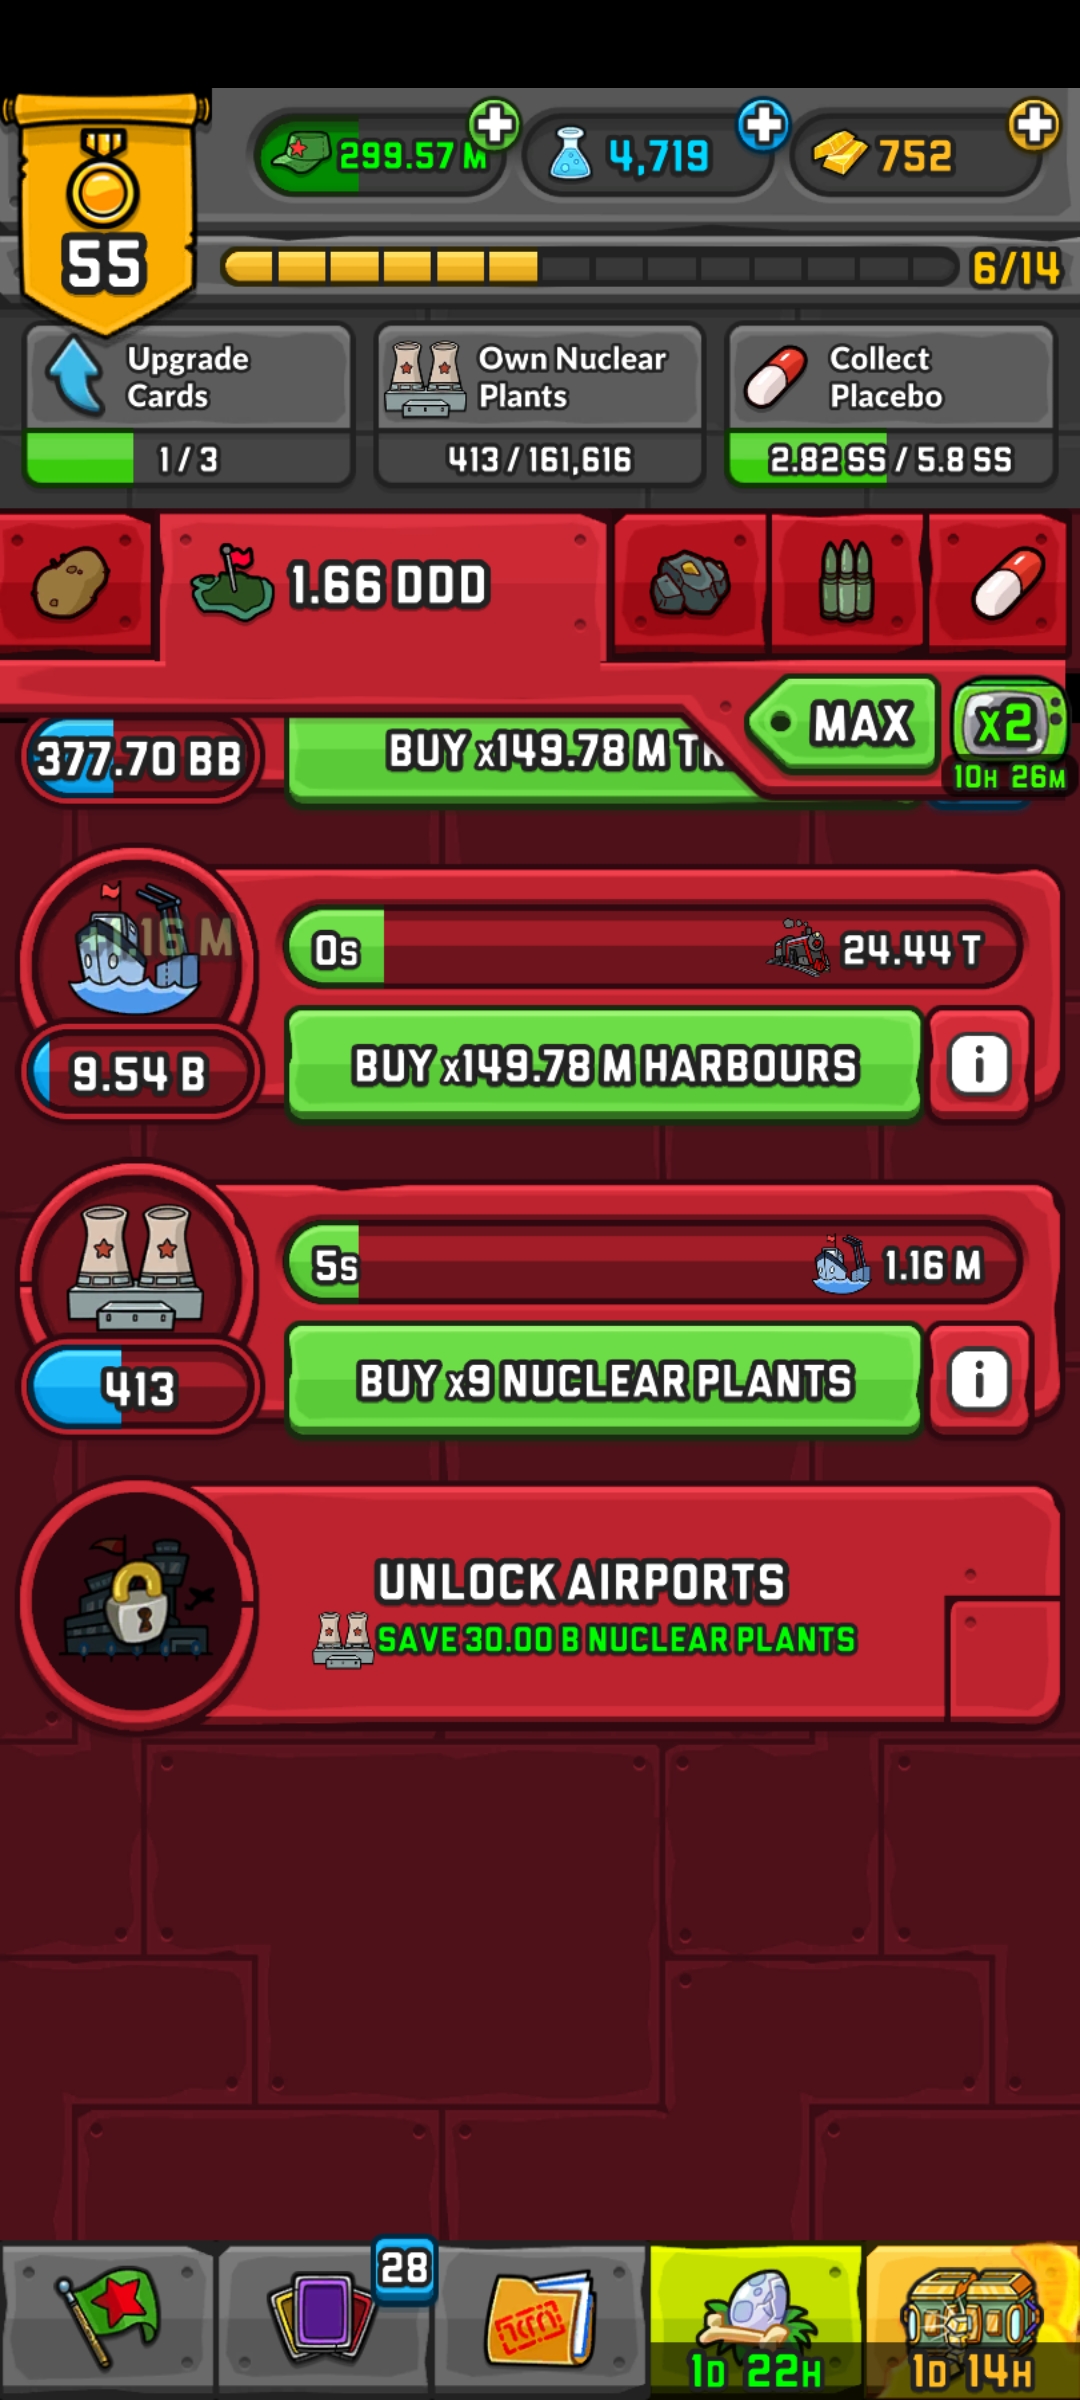 299.57 M
4,719
752
55
6/14
Upgrade
Cards
1 / 3
Own Nuclear
Plants
413 / 161,616
Collect
Placebo
2.82 SS / 5.8 SS
1.66 DDD
MAX
x2
10H 26M
377.70 BB
BUY x149.78 M
1.16 M
0s
24.44 T
9.54 B
BUY x149.78 M HARBOURS
i
5s
1.16 M
413
BUY x9 NUCLEAR PLANTS
i
UNLOCK AIRPORTS
SAVE 30.00 B NUCLEAR PLANTS
28
1D 22H
1D 14H